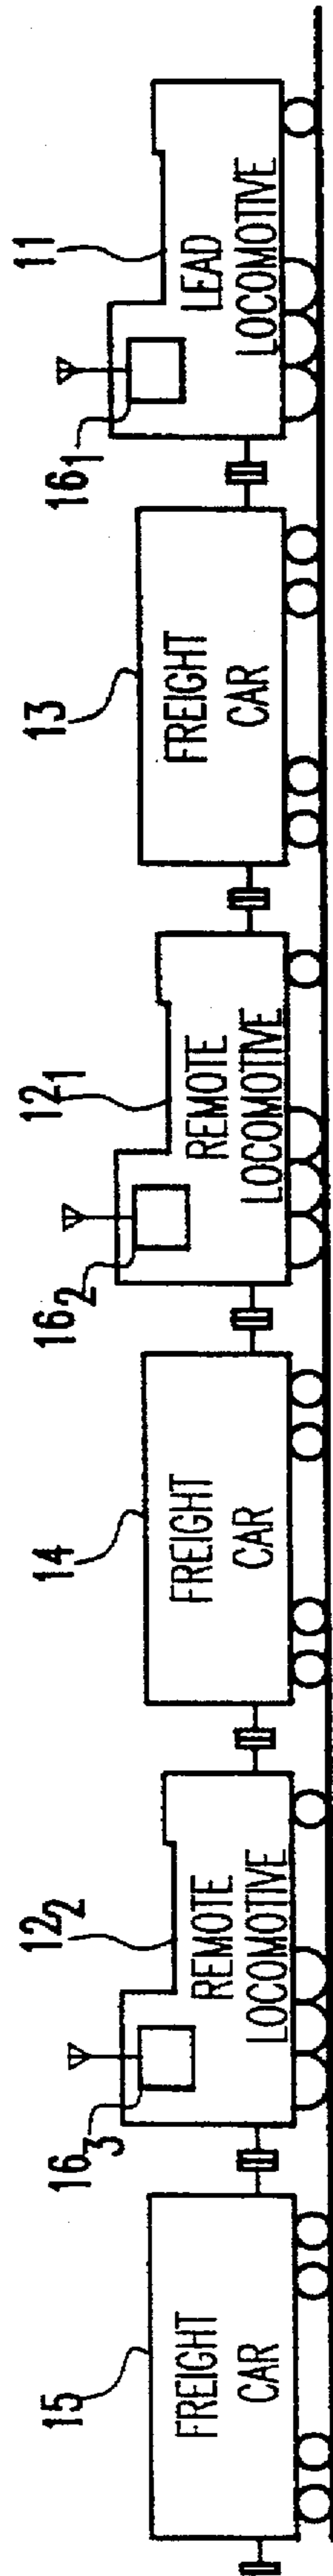 15
FREIGHT
CAR
16₃
12₂
REMOTE
LOCOMOTIVE
14
FREIGHT
CAR
16₂
12₁
REMOTE
LOCOMOTIVE
13
FREIGHT
CAR
16₁
11
LEAD
LOCOMOTIVE